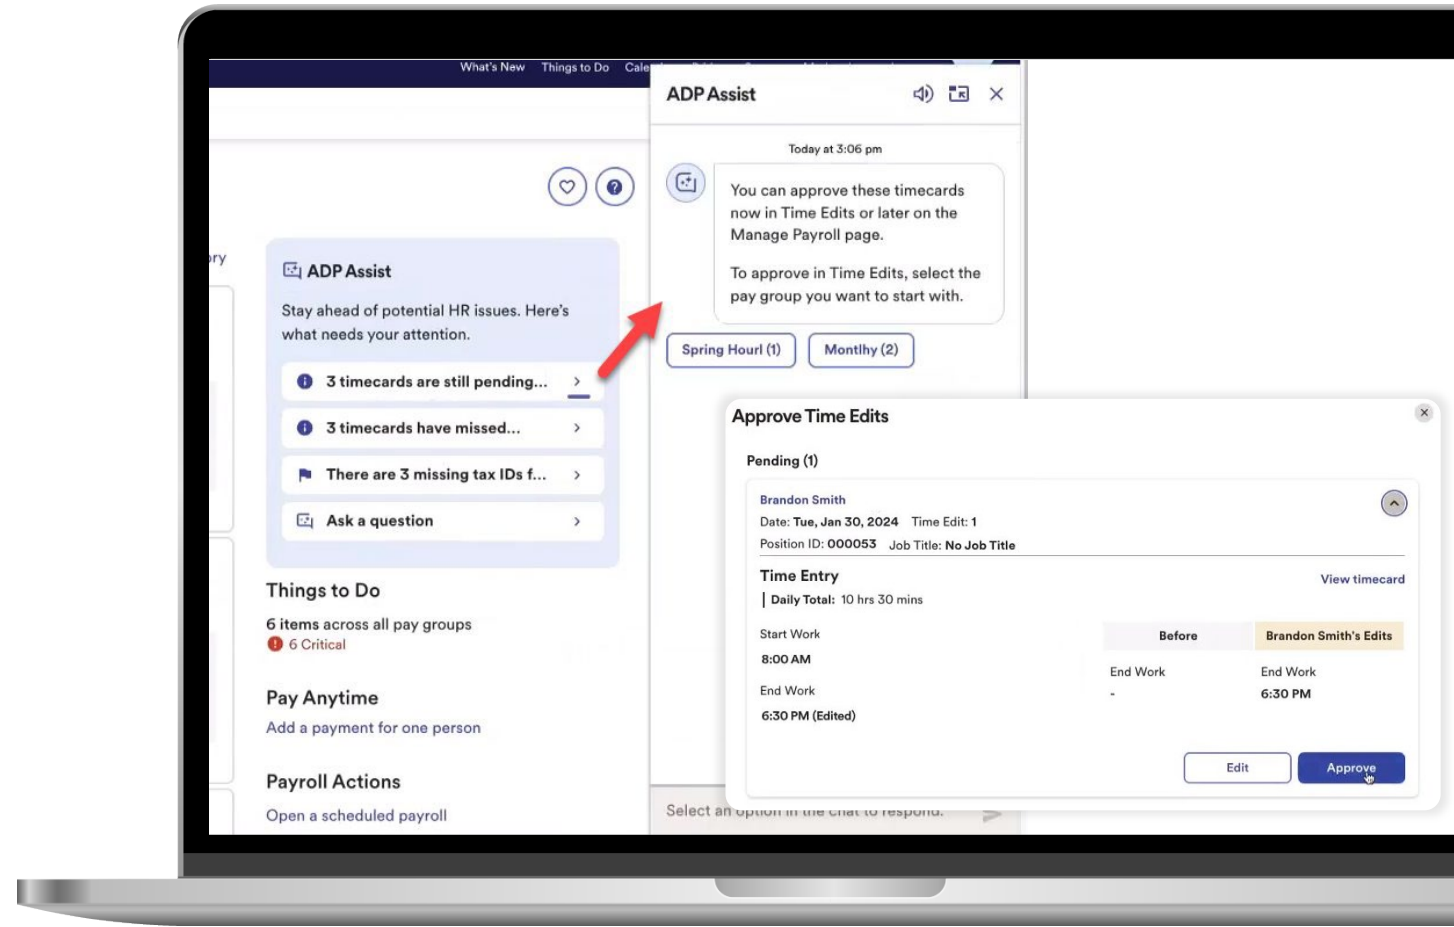 What's New Things to Do
ADP Assist
Today at 3:06 pm
You can approve these timecards
now in Time Edits or later on the
Manage Payroll page.
To approve in Time Edits, select the
pay group you want to start with.
Spring Hourl (1) Montlhy (2)
ADP Assist
Stay ahead of potential HR issues. Here's
what needs your attention.
3 timecards are still pending...
3 timecards have missed...
There are 3 missing tax IDs f...
Ask a question
Things to Do
6 items across all pay groups
6 Critical
Pay Anytime
Add a payment for one person
Payroll Actions
Open a scheduled payroll
Approve Time Edits
Pending (1)
Brandon Smith
Date: Tue, Jan 30, 2024 Time Edit: 1
Position ID: 000053 Job Title: No Job Title
Time Entry
View timecard
Daily Total: 10 hrs 30 mins
Start Work
8:00 AM
End Work
6:30 PM (Edited)
Before Brandon Smith's Edits
End Work End Work
- 6:30 PM
Edit Approve
Select an option in the chat to respond.